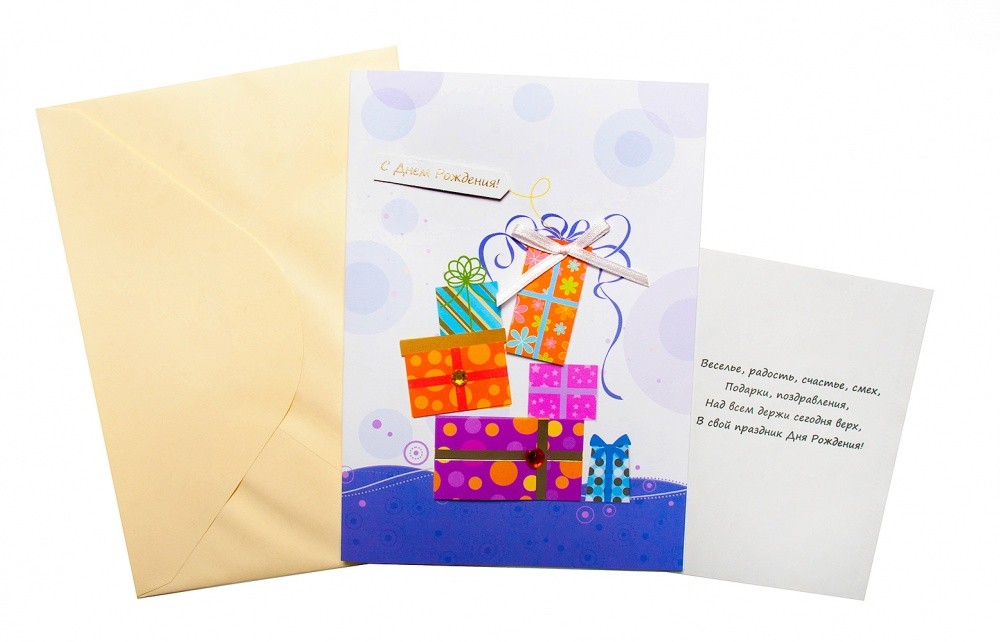 С Днем Рождения!
Веселье, радость, счастье, смех,
Подарки, поздравления,
Над всем держи сегодня верх,
В свой праздник Дня Рождения!